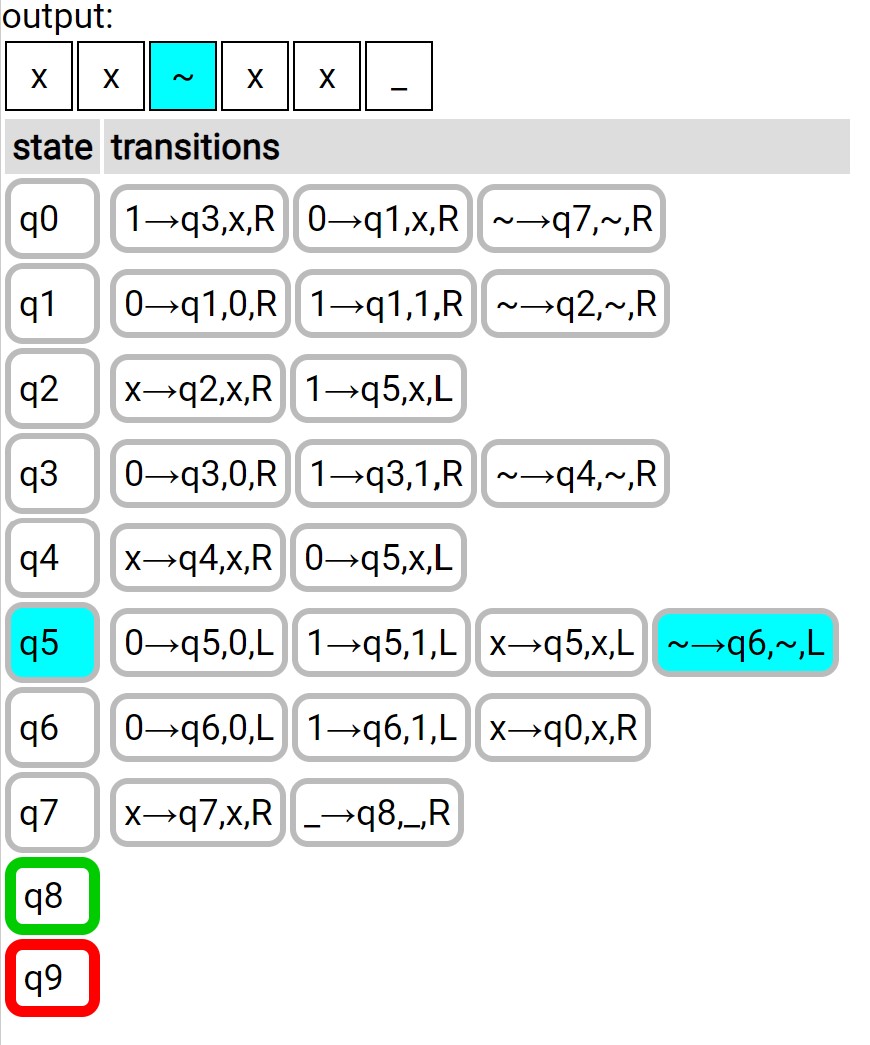 output:
x x ~ x x _
state transitions
q0 1→q3,x,R 0→q1,x,R ~→q7,~,R
q1 0→q1,0,R 1→q1,1,R ~→q2,~,R
q2 x→q2,x,R 1→q5,x,L
q3 0→q3,0,R 1→q3,1,R ~→q4,~,R
q4 x→q4,x,R 0→q5,x,L
q5 0→q5,0,L 1→q5,1,L x→q5,x,L ~→q6,~,L
q6 0→q6,0,L 1→q6,1,L x→q0,x,R
q7 x→q7,x,R _→q8,_,R
q8
q9